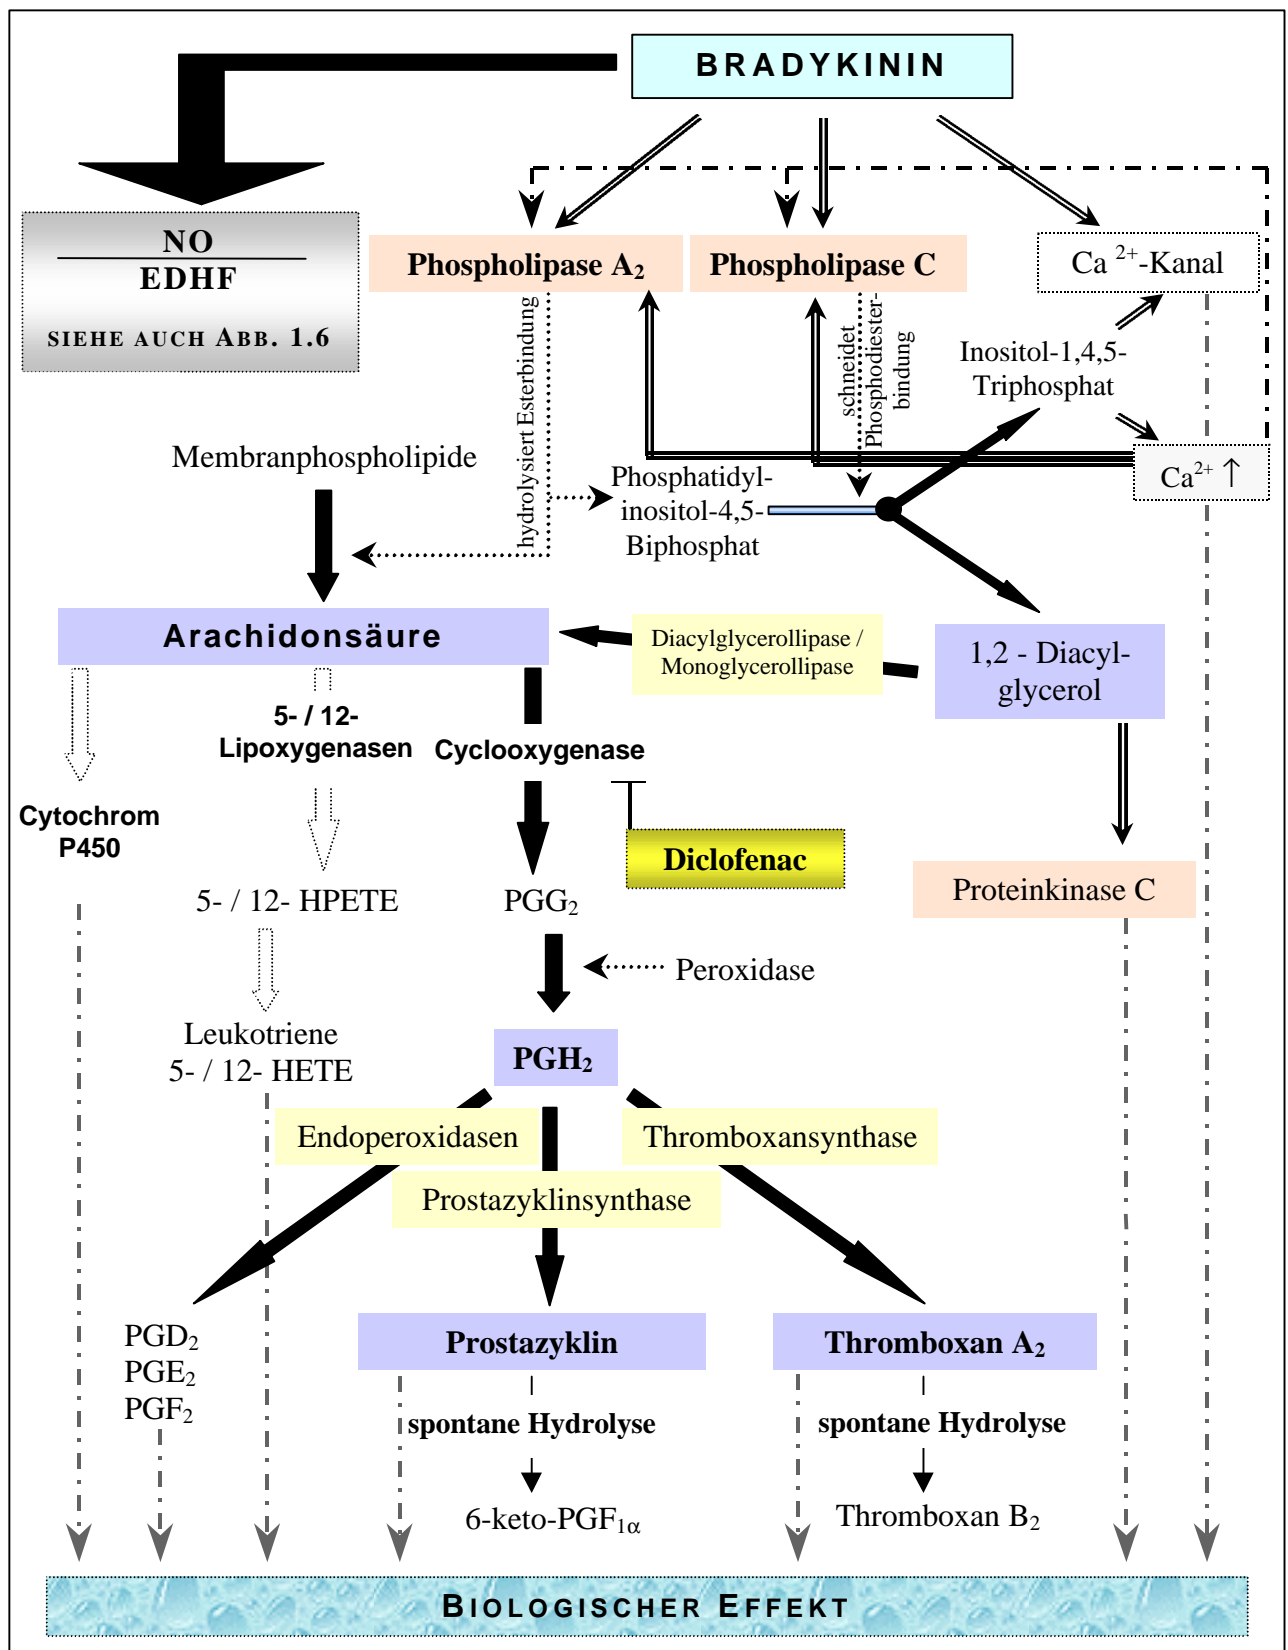 BRADYKININ
NO
EDHF
SIEHE AUCH ABB. 1.6
Phospholipase A₂
Phospholipase C
Ca ²⁺-Kanal
hydrolysiert Esterbindung
schneidet
Phosphodiester-
bindung
Inositol-1,4,5-
Triphosphat
Membranphospholipide
Phosphatidyl-
inositol-4,5-
Biphosphat
Ca²⁺ ↑
Arachidonsäure
Diacylglycerollipase /
Monoglycerollipase
1,2 - Diacyl-
glycerol
5- / 12-
Lipoxygenasen
Cyclooxygenase
Cytochrom
P450
Diclofenac
5- / 12- HPETE
PGG₂
Proteinkinase C
Peroxidase
Leukotriene
5- / 12- HETE
PGH₂
Endoperoxidasen
Thromboxansynthase
Prostazyklinsynthase
PGD₂
PGE₂
PGF₂
Prostazyklin
Thromboxan A₂
spontane Hydrolyse
spontane Hydrolyse
6-keto-PGF₁α
Thromboxan B₂
BIOLOGISCHER EFFEKT